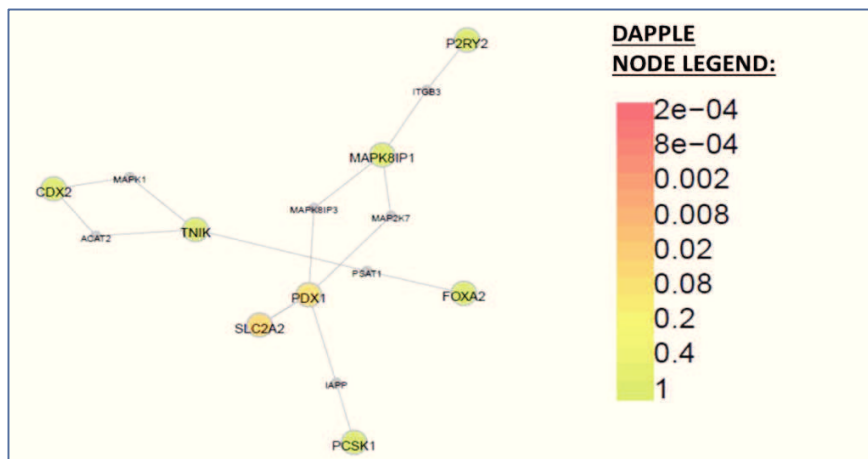 DAPPLE
NODE LEGEND:
P2RY2
ITGB3
MAPK8IP1
MAPK1
CDX2
MAPK8IP3
MAP2K7
ACAT2
TNIK
PSAT1
PDX1
FOXA2
SLC2A2
IAPP
PCSK1
2e-04
8e-04
0.002
0.008
0.02
0.08
0.2
0.4
1